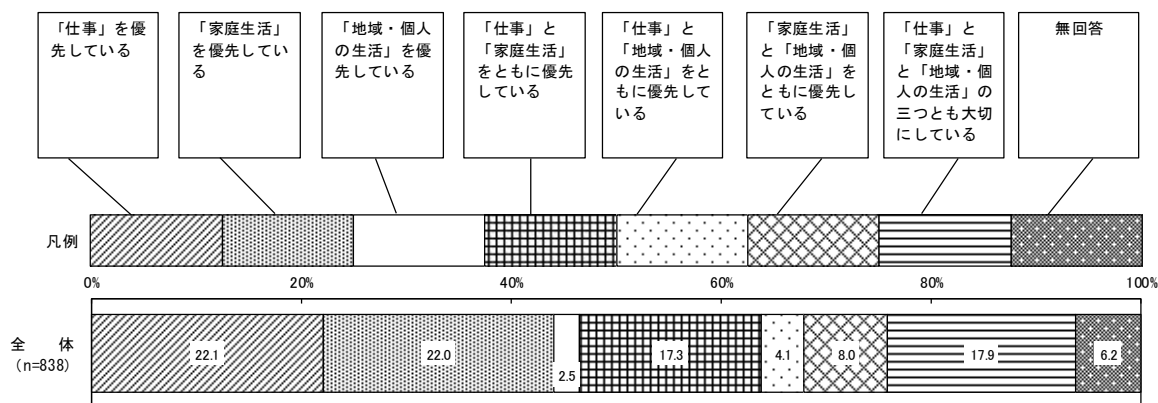 「仕事」を優
先している
「家庭生活」
を優先してい
る
「地域・個人
の生活」を優
先している
「仕事」と
「家庭生活」
をともに優先
している
「仕事」と
「地域・個人
の生活」をと
もに優先して
いる
「家庭生活」
と「地域・個
人の生活」を
ともに優先し
ている
「仕事」と
「家庭生活」
と「地域・個
人の生活」の
三つとも大切
にしている
無回答
凡例
0% 20% 40% 60% 80% 100%
全 体
(n=838)
22.1 22.0 2.5 17.3 4.1 8.0 17.9 6.2